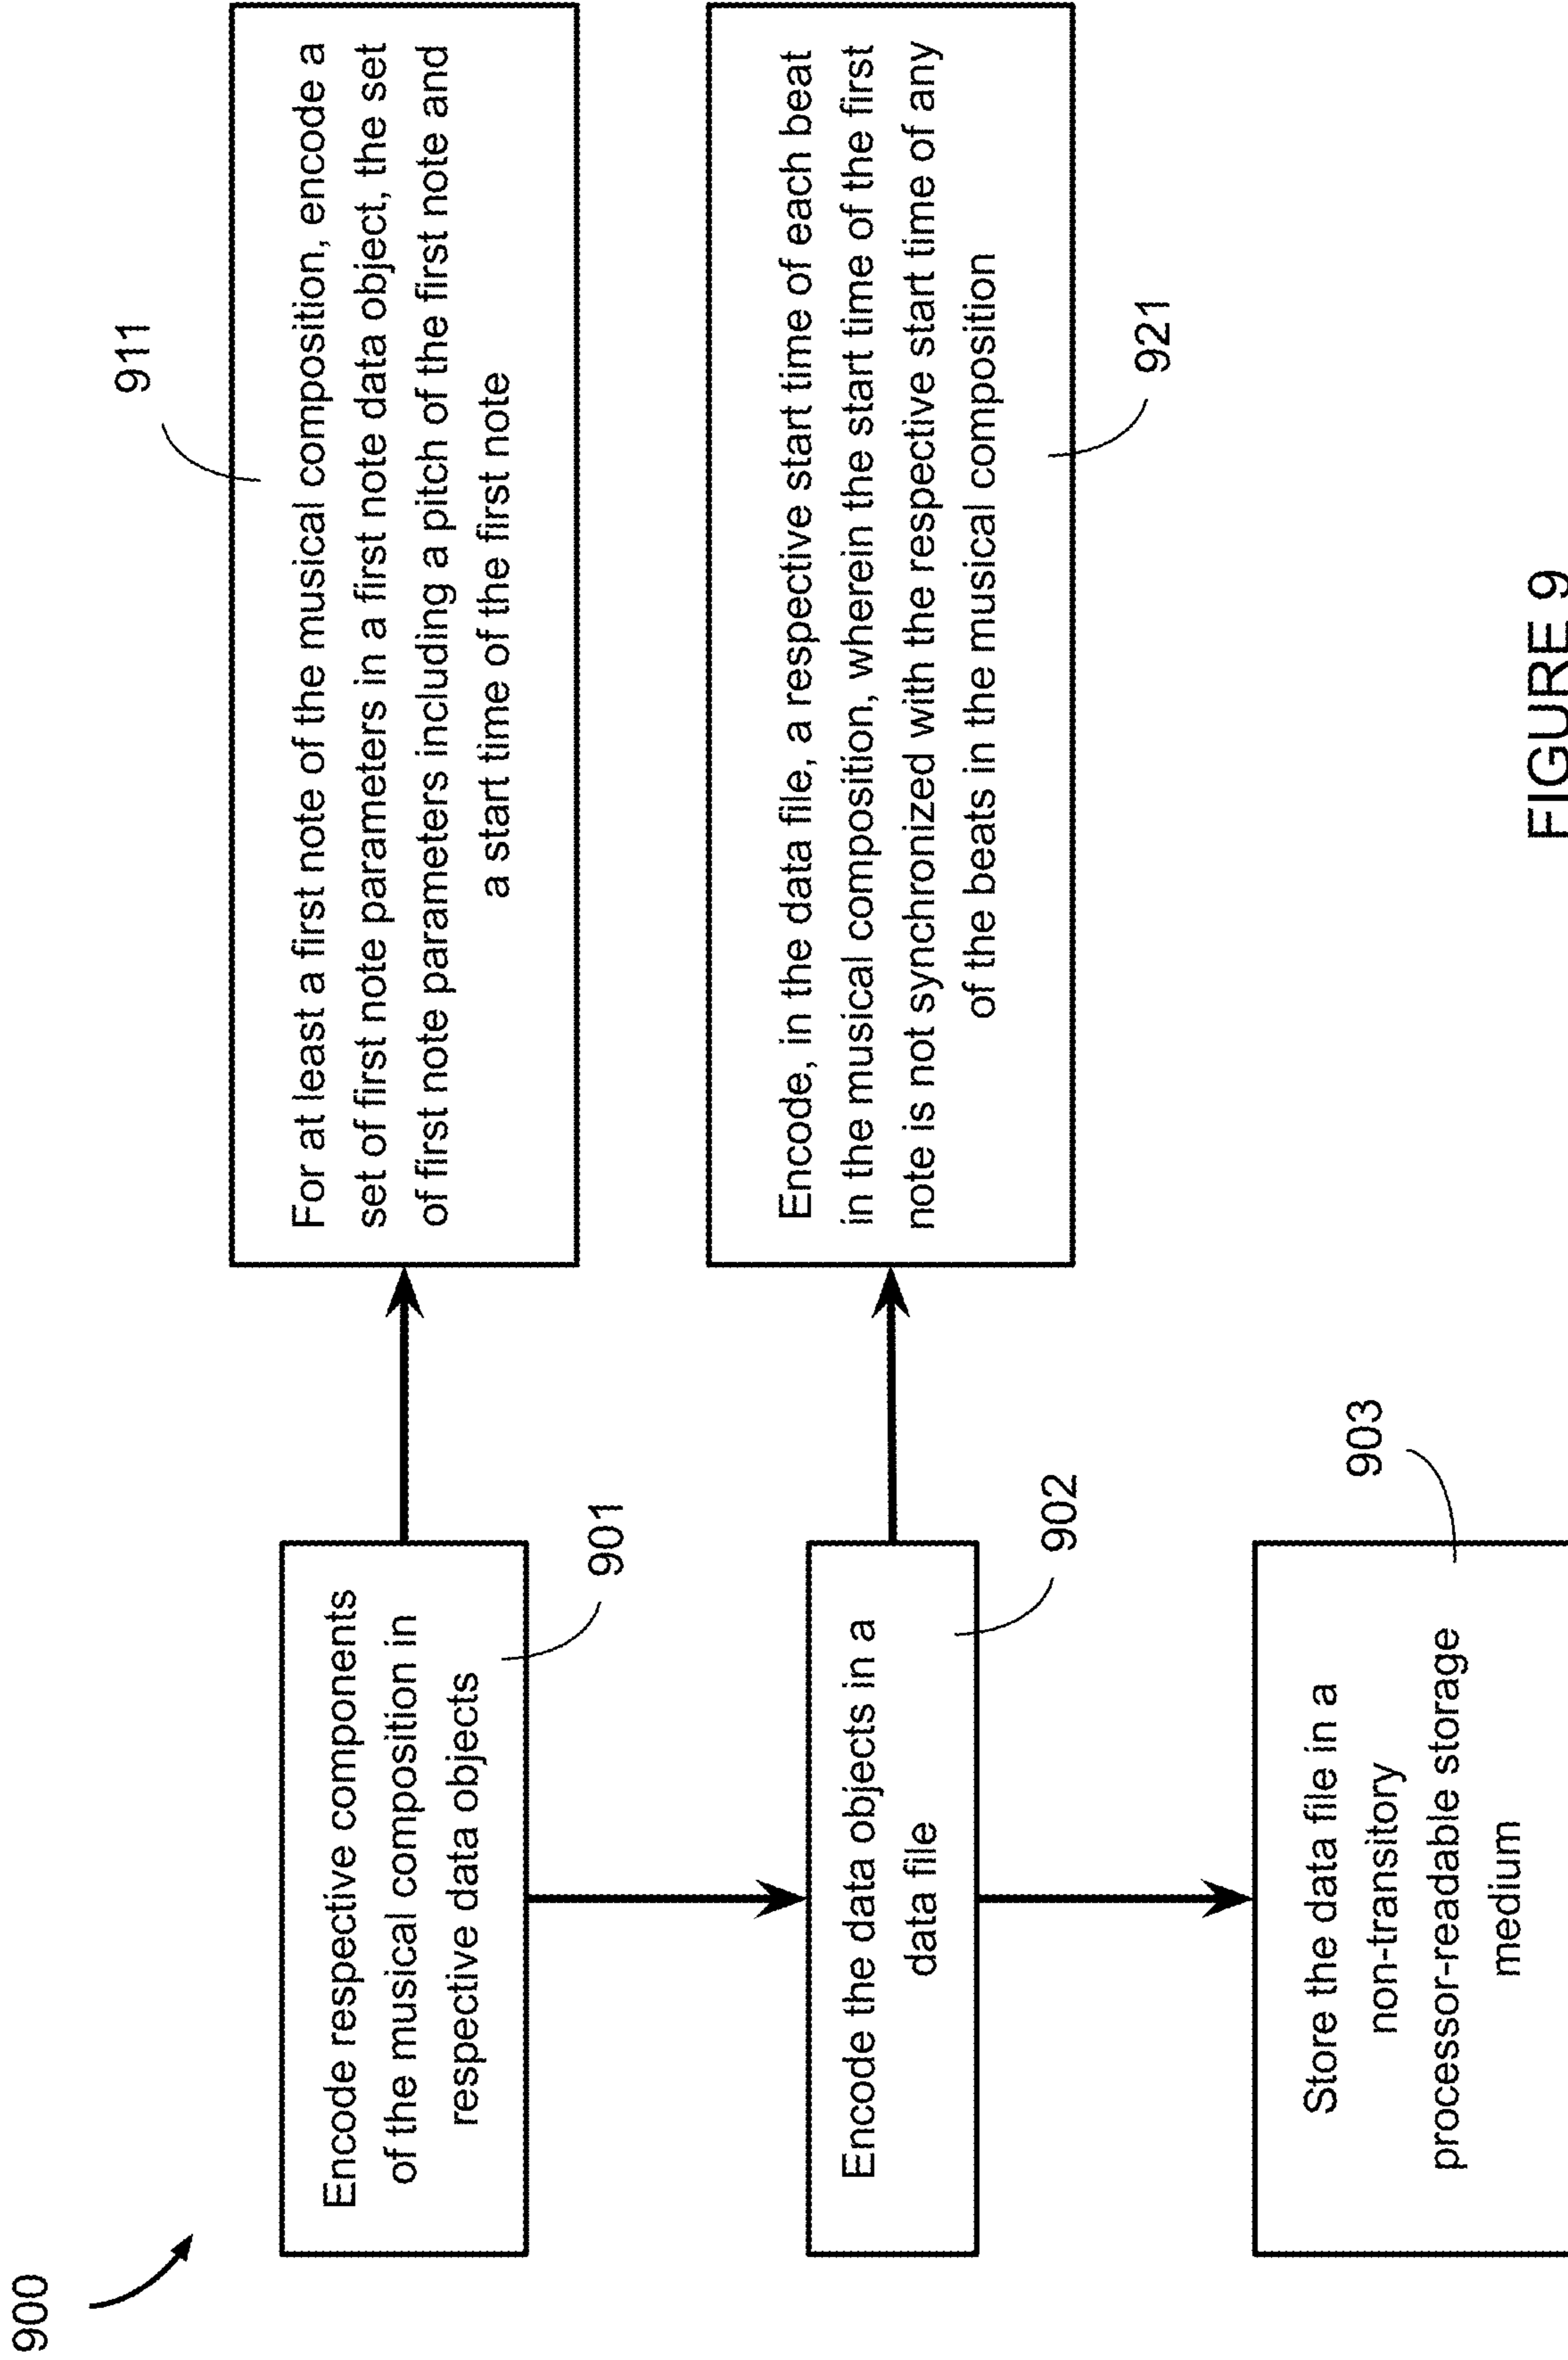 900
Encode respective components
of the musical composition in
respective data objects
901
911
For at least a first note of the musical composition, encode a
set of first note parameters in a first note data object, the set
of first note parameters including a pitch of the first note and
a start time of the first note
Encode the data objects in a
data file
902
Encode, in the data file, a respective start time of each beat
in the musical composition, wherein the start time of the first
note is not synchronized with the respective start time of any
of the beats in the musical composition
921
903
Store the data file in a
non-transitory
processor-readable storage
medium
FIGURE 9